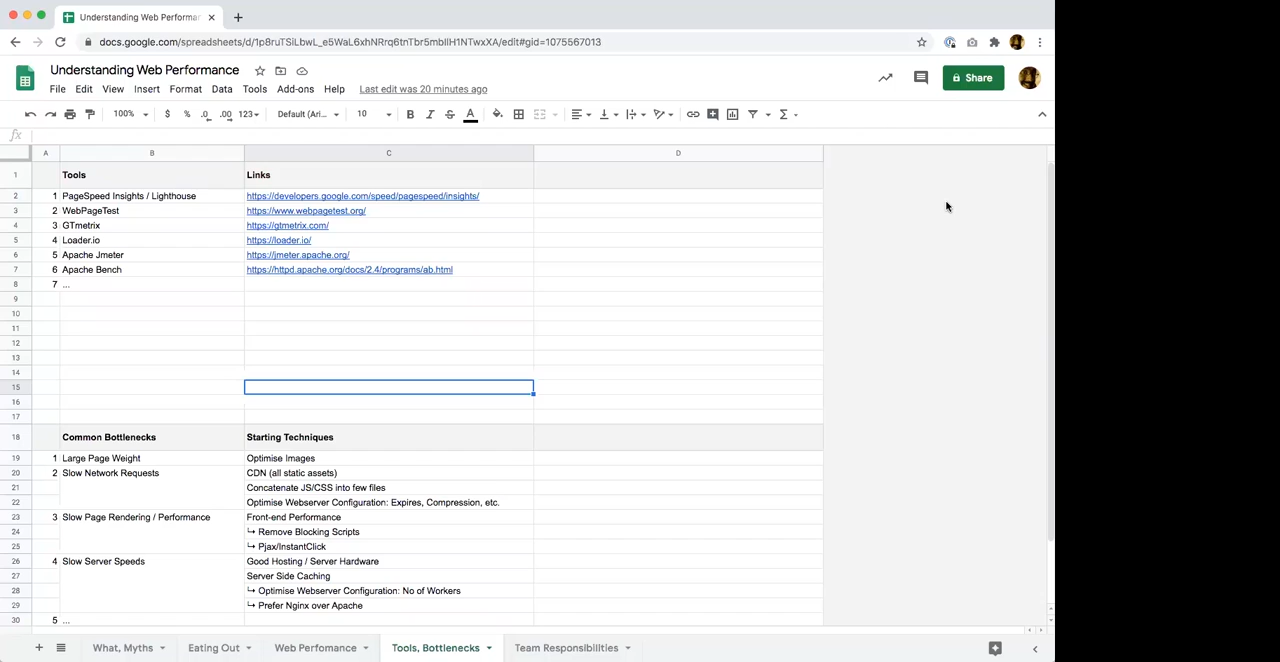 Understanding Web Performan
docs.google.com/spreadsheets/d/1p8ruTSiLbwL_e5WaL6xhNRrq6tnTbr5mbIlH1NTwxXA/edit#gid=1075567013
Understanding Web Performance
File Edit View Insert Format Data Tools Add-ons Help Last edit was 20 minutes ago
Share
100% $ % .0 .00 123 Default (Ari... 10 B I S A Σ
fx
A B C D
1 Tools Links
2 1 PageSpeed Insights / Lighthouse https://developers.google.com/speed/pagespeed/insights/
3 2 WebPageTest https://www.webpagetest.org/
4 3 GTmetrix https://gtmetrix.com/
5 4 Loader.io https://loader.io/
6 5 Apache Jmeter https://jmeter.apache.org/
7 6 Apache Bench https://httpd.apache.org/docs/2.4/programs/ab.html
8 7 ...
9
10
11
12
13
14
15
16
17
18 Common Bottlenecks Starting Techniques
19 1 Large Page Weight Optimise Images
20 2 Slow Network Requests CDN (all static assets)
21 Concatenate JS/CSS into few files
22 Optimise Webserver Configuration: Expires, Compression, etc.
23 3 Slow Page Rendering / Performance Front-end Performance
24 ↳ Remove Blocking Scripts
25 ↳ Pjax/InstantClick
26 4 Slow Server Speeds Good Hosting / Server Hardware
27 Server Side Caching
28 ↳ Optimise Webserver Configuration: No of Workers
29 ↳ Prefer Nginx over Apache
30 5 ...
What, Myths Eating Out Web Perfomance Tools, Bottlenecks Team Responsibilties